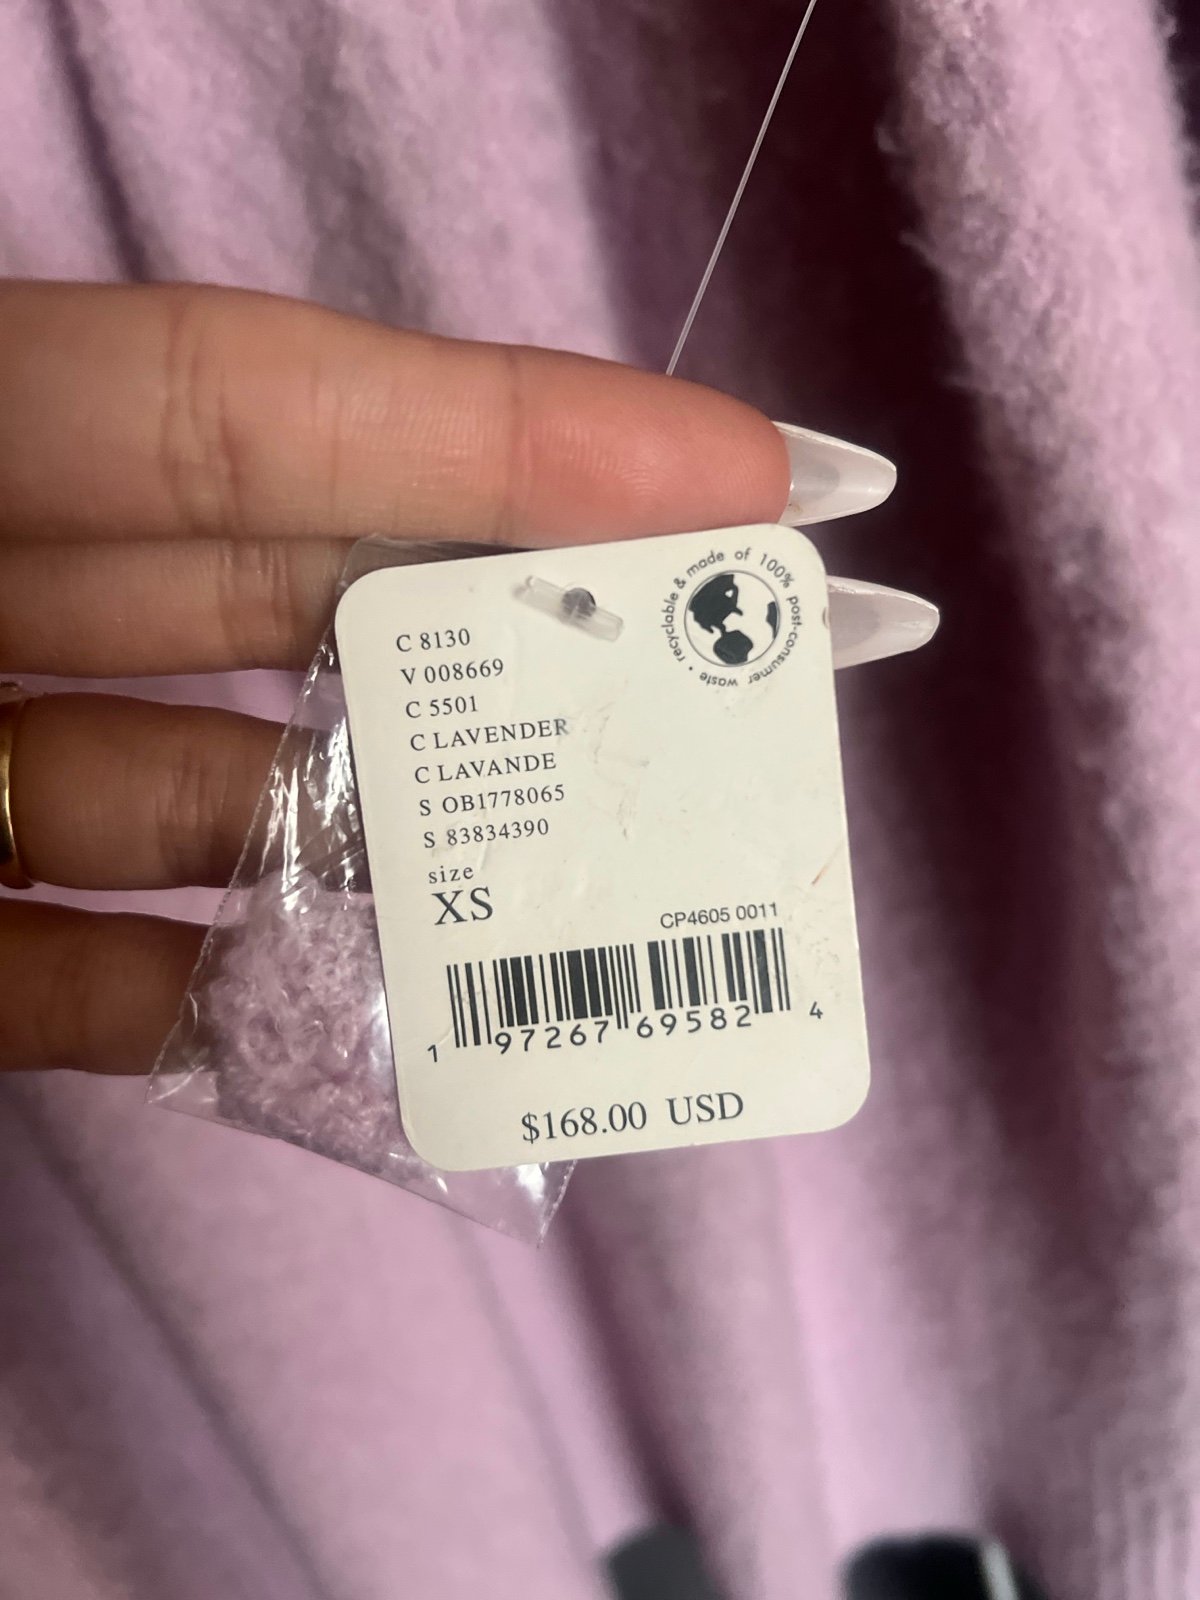 recyclable & made of 100% post-consumer waste •
C 8130
V 008669
C 5501
C LAVENDER
C LAVANDE
S OB1778065
S 83834390
size
XS
CP4605 0011
1 97267 69582 4
$168.00 USD